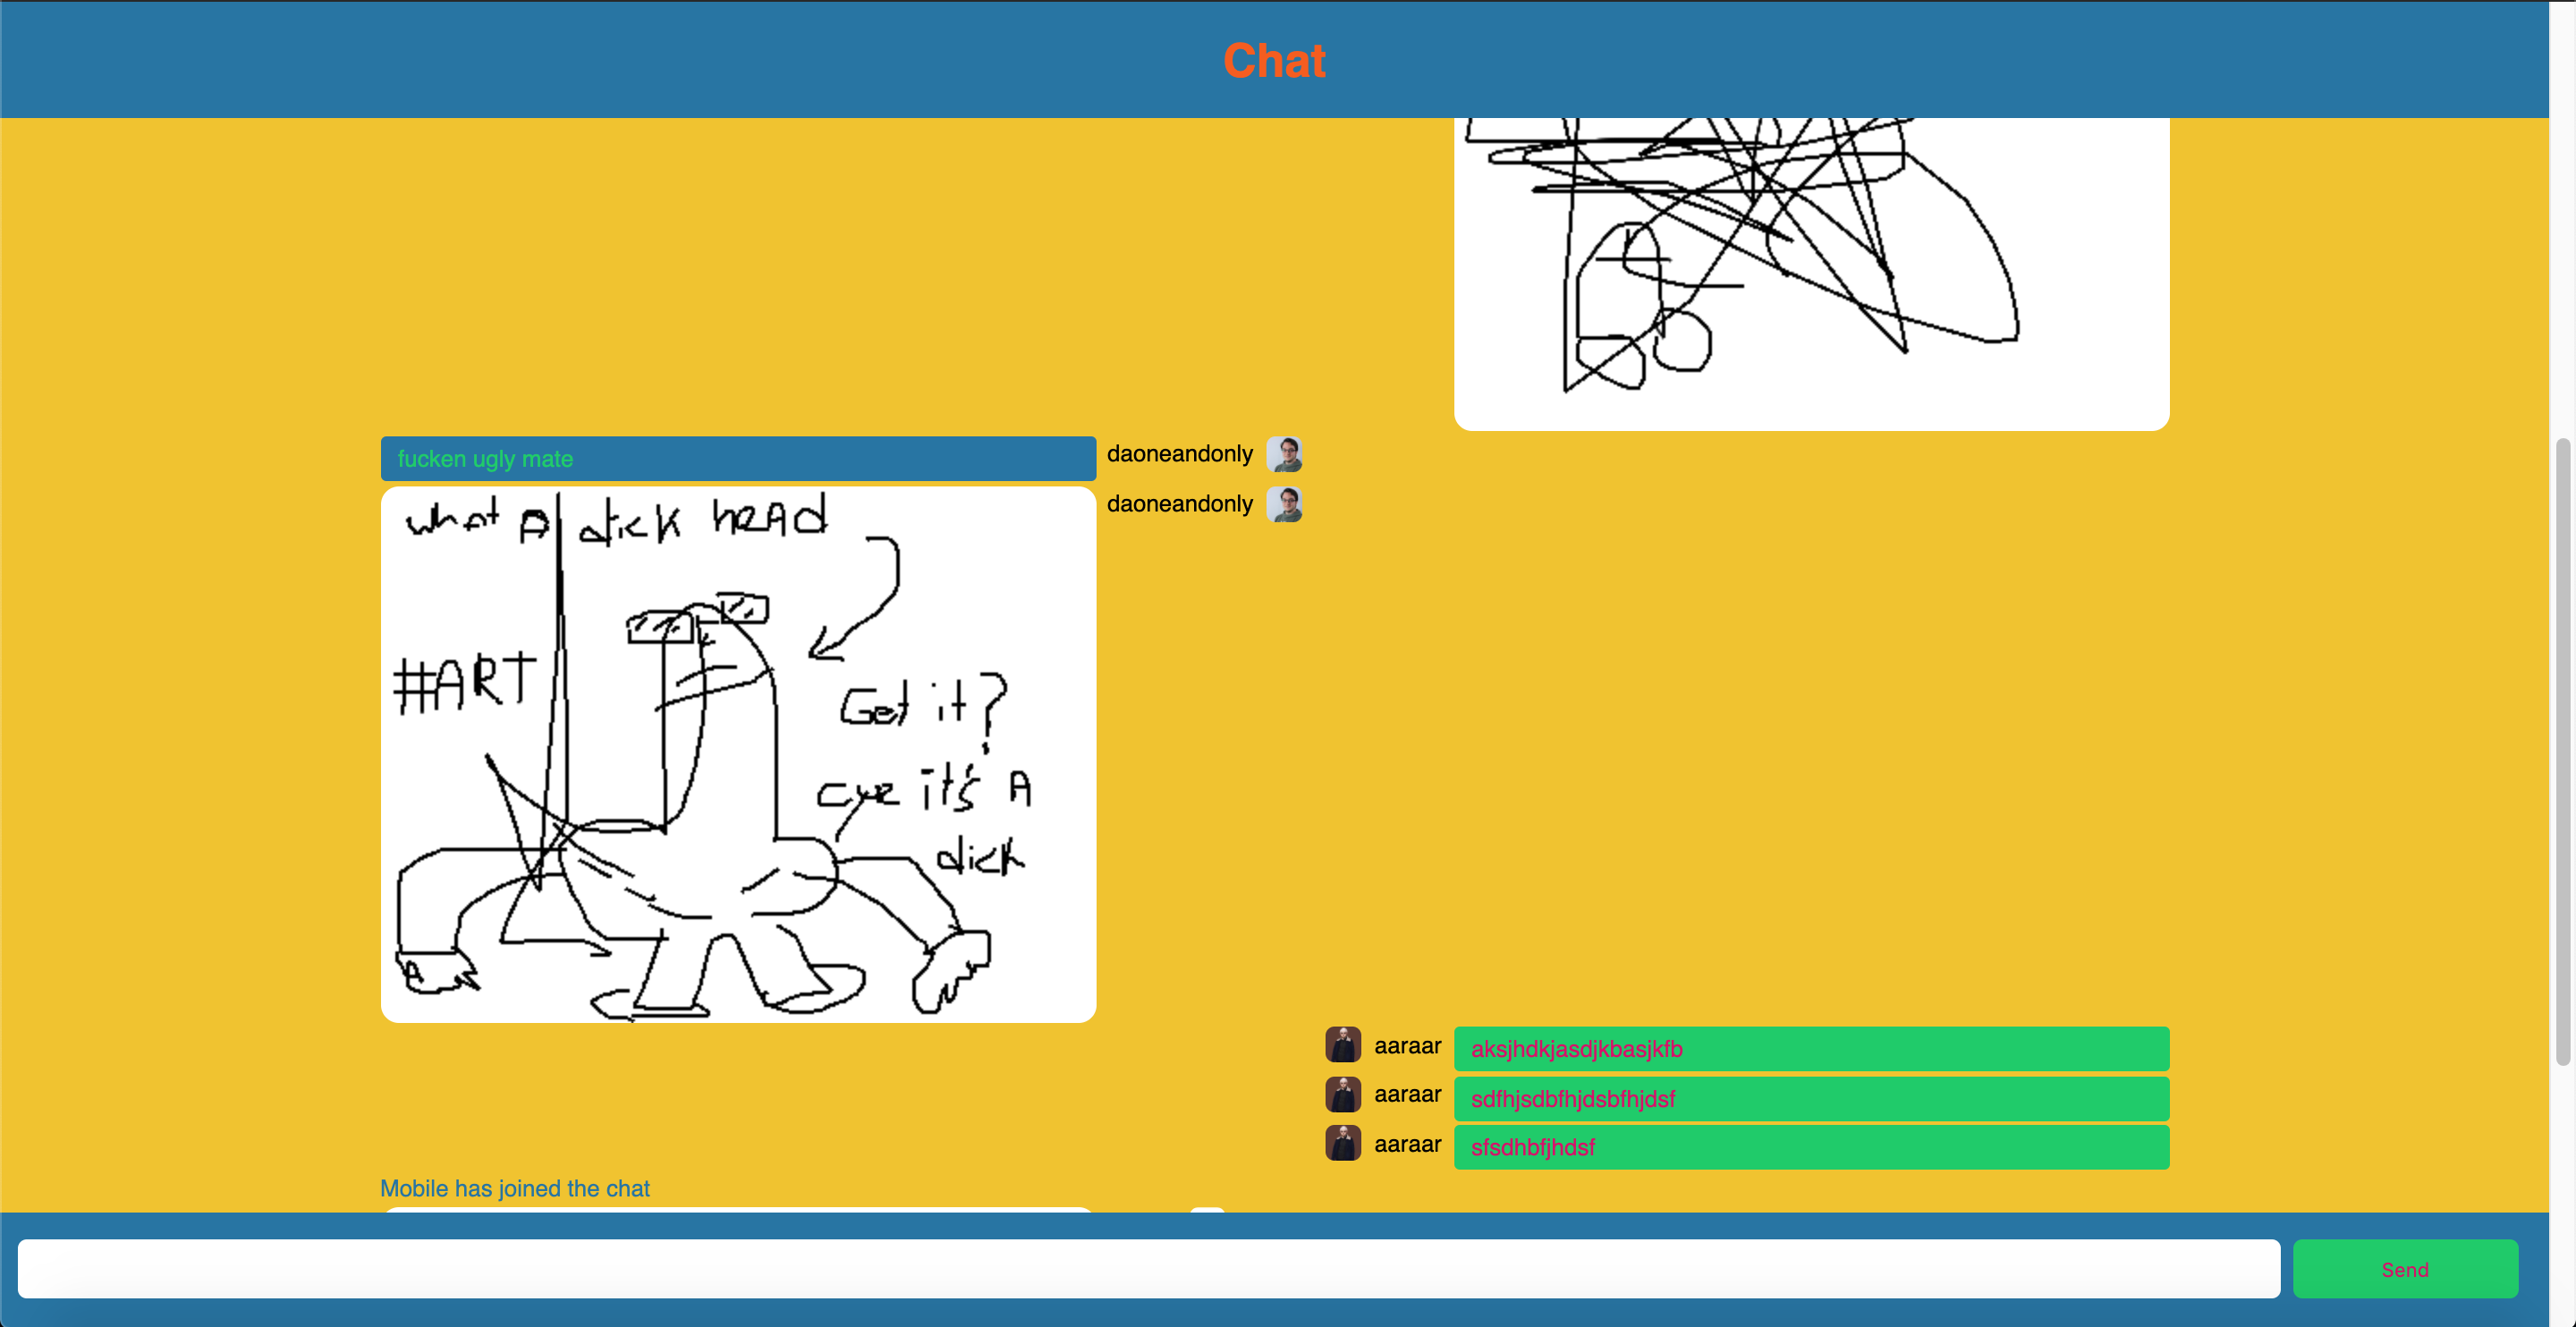 Chat
fucken ugly mate
daoneandonly
daoneandonly
what A dick head
#ART
Get it?
cuz it's A
dick
aaraar
aksjhdkjasdjkbasjkfb
aaraar
sdfhjsdbfhjdsbfhjdsf
aaraar
sfsdhbfjhdsf
Mobile has joined the chat
Send